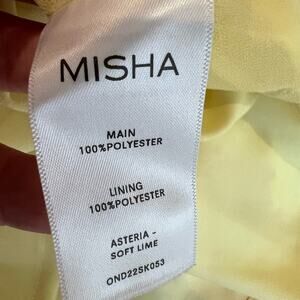 MISHA
MAIN
100%POLYESTER
LINING
100%POLYESTER
ASTERIA -
SOFT LIME
OND22SK053